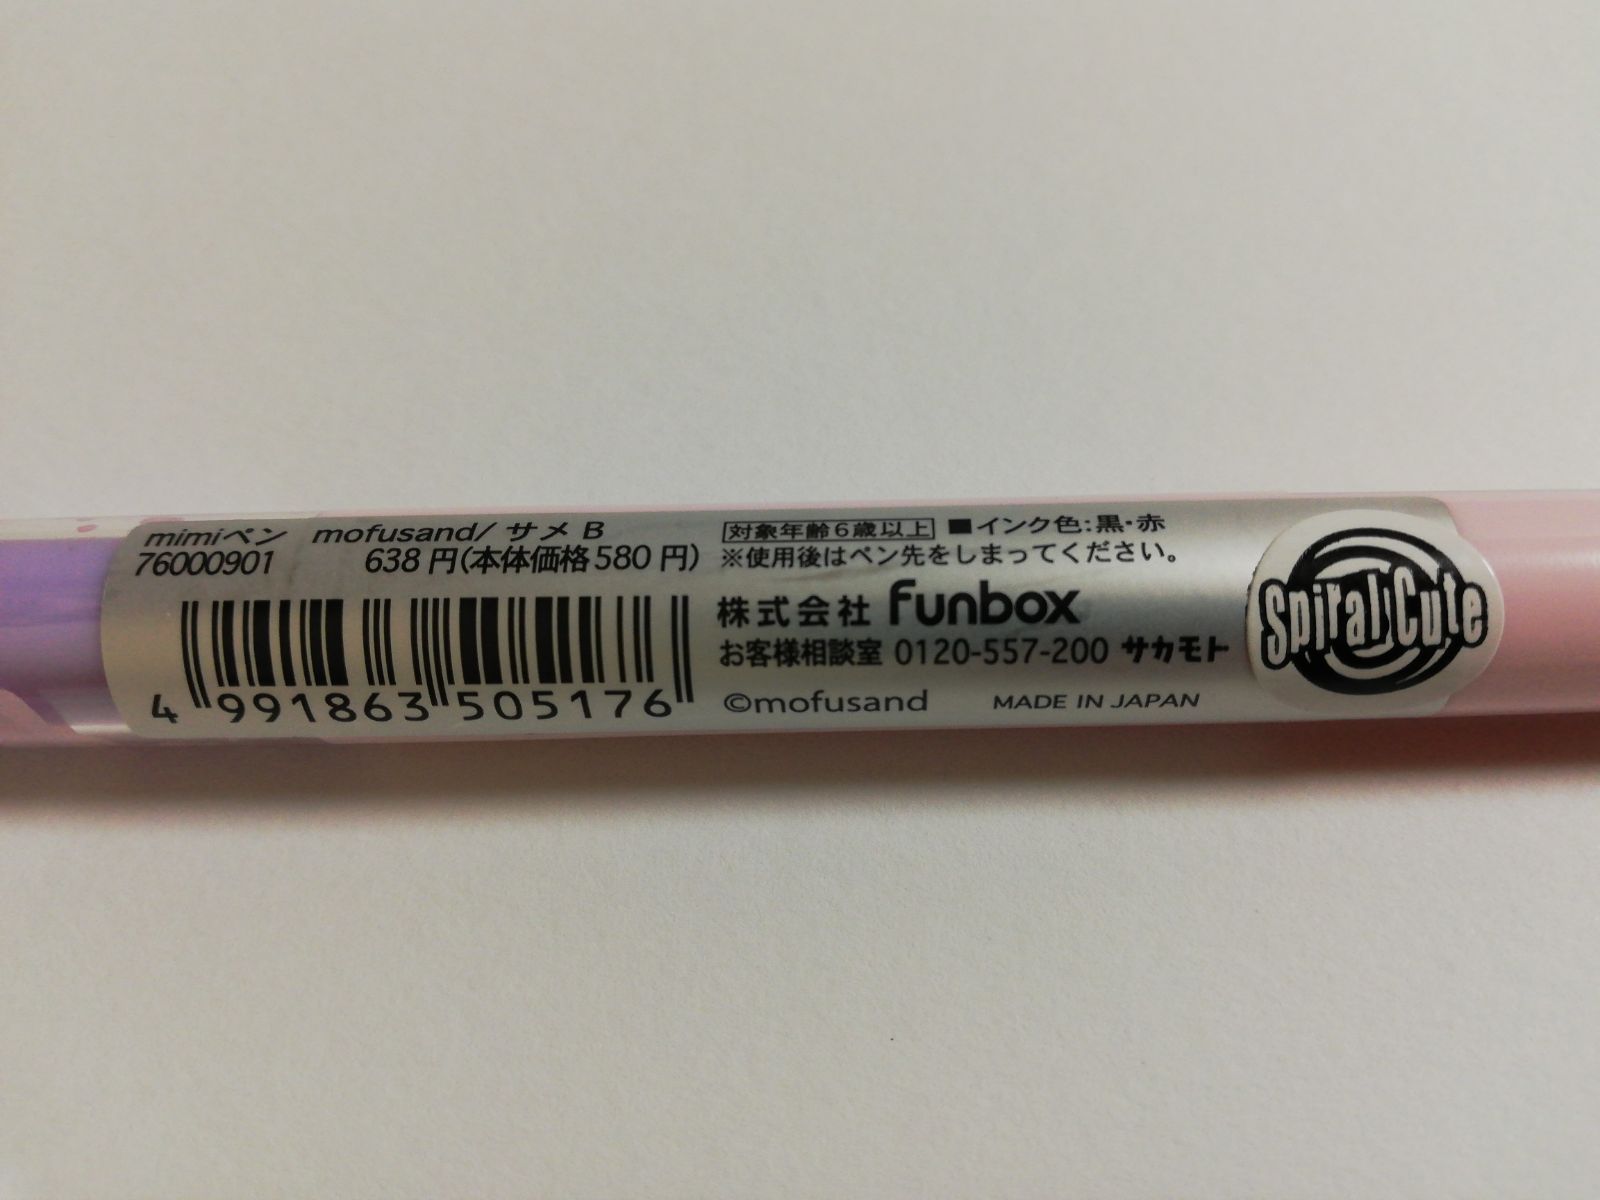 mimiペン mofusand/ サメ B
76000901 638 円(本体価格 580 円)
4 991863 505176
対象年齢6歳以上 ■インク色:黒・赤
※使用後はペン先をしまってください。
株式会社 funbox
お客様相談室 0120-557-200 サカモト
©mofusand MADE IN JAPAN
Spiral Cute